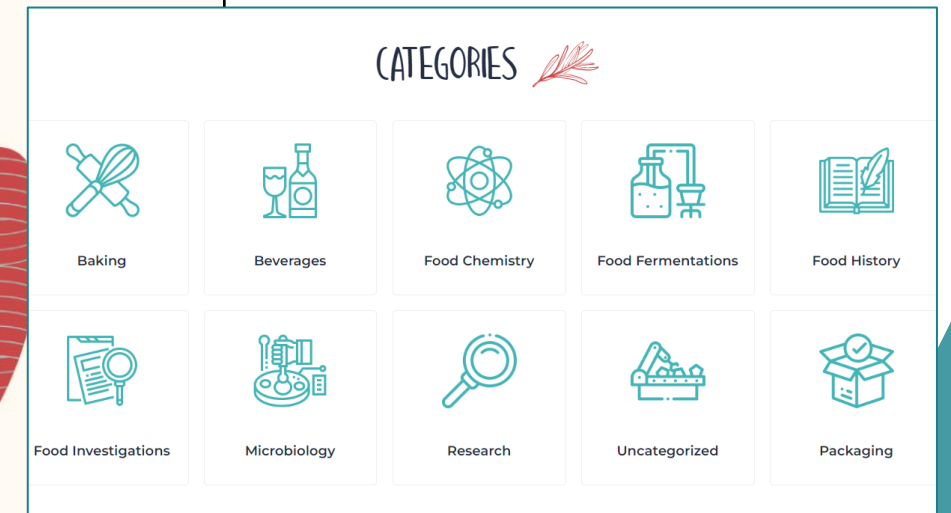 CATEGORIES
Baking
Beverages
Food Chemistry
Food Fermentations
Food History
Food Investigations
Microbiology
Research
Uncategorized
Packaging